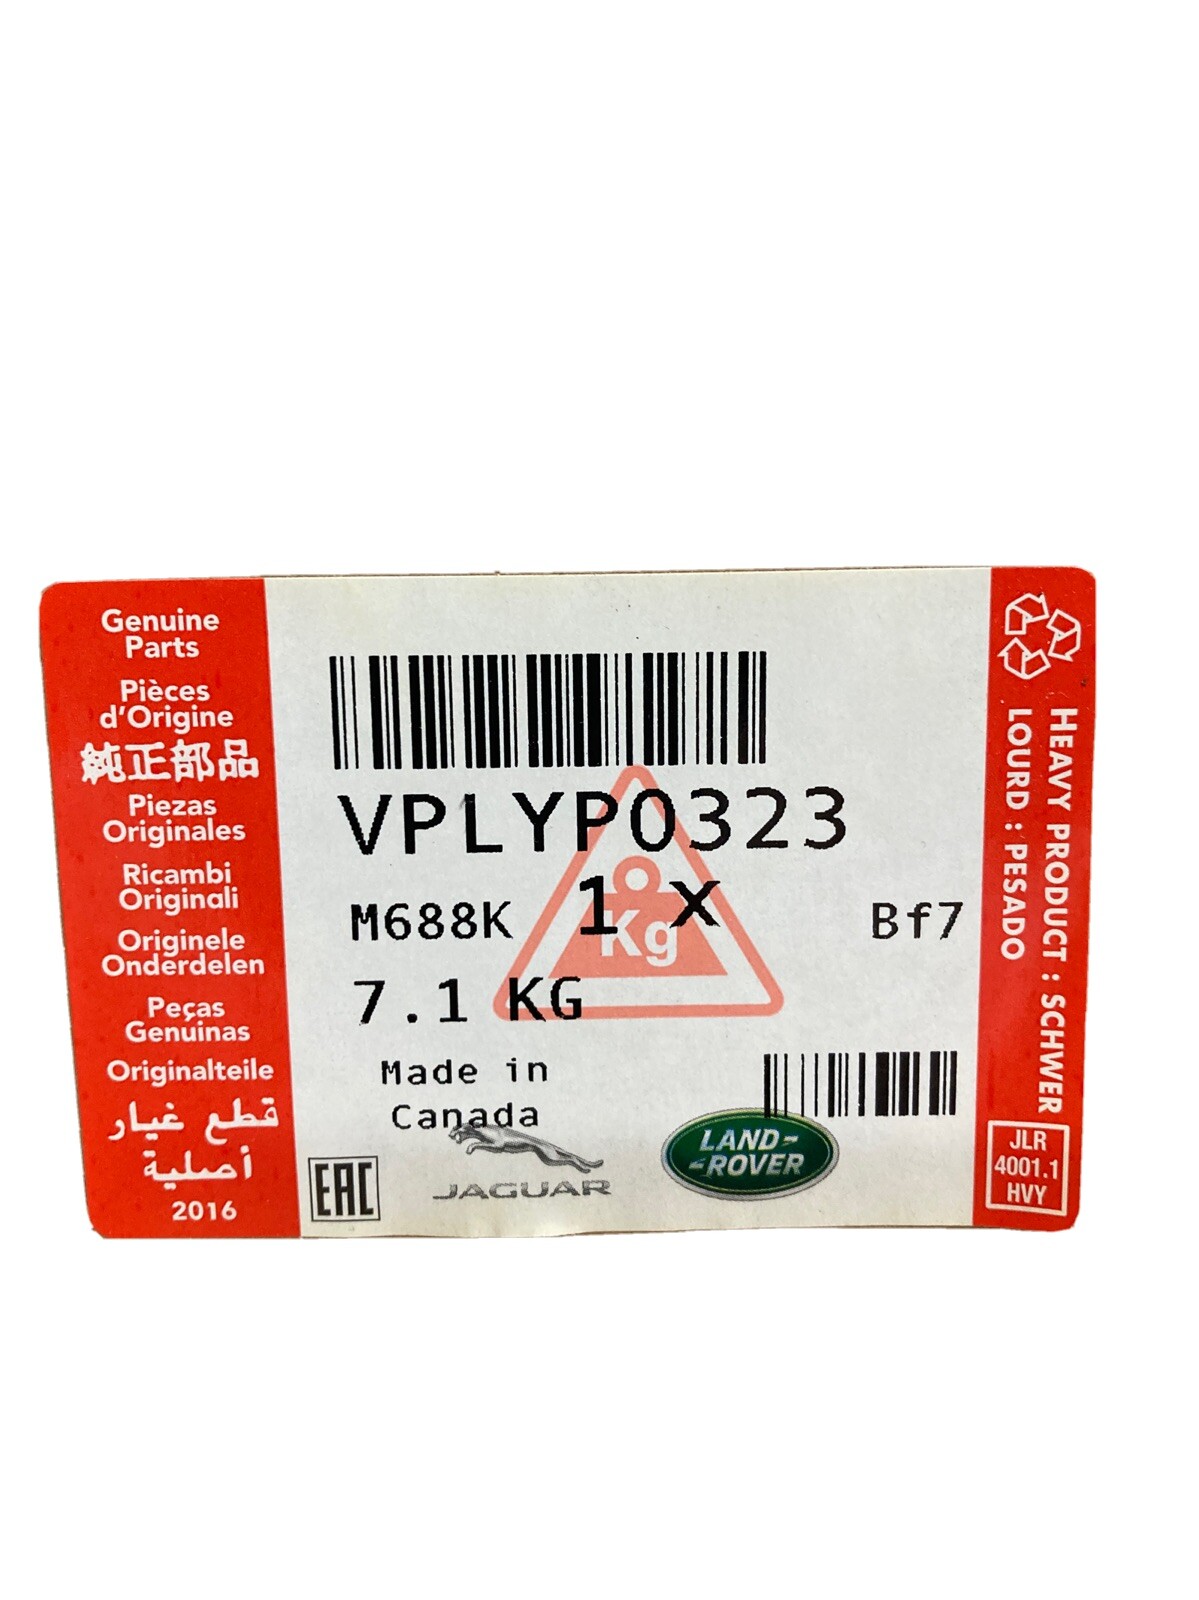 Genuine
Parts
Pièces
d'Origine
純正部品
Piezas
Originales
Ricambi
Originali
Originele
Onderdelen
Peças
Genuinas
Originalteile
قطع غيار
أصلية
2016
VPLYP0323
M688K 1 X Bf7
Kg
7.1 KG
Made in
Canada
EAC
JAGUAR
LAND-
-ROVER
HEAVY PRODUCT : SCHWER
LOURD : PESADO
JLR
4001.1
HVY